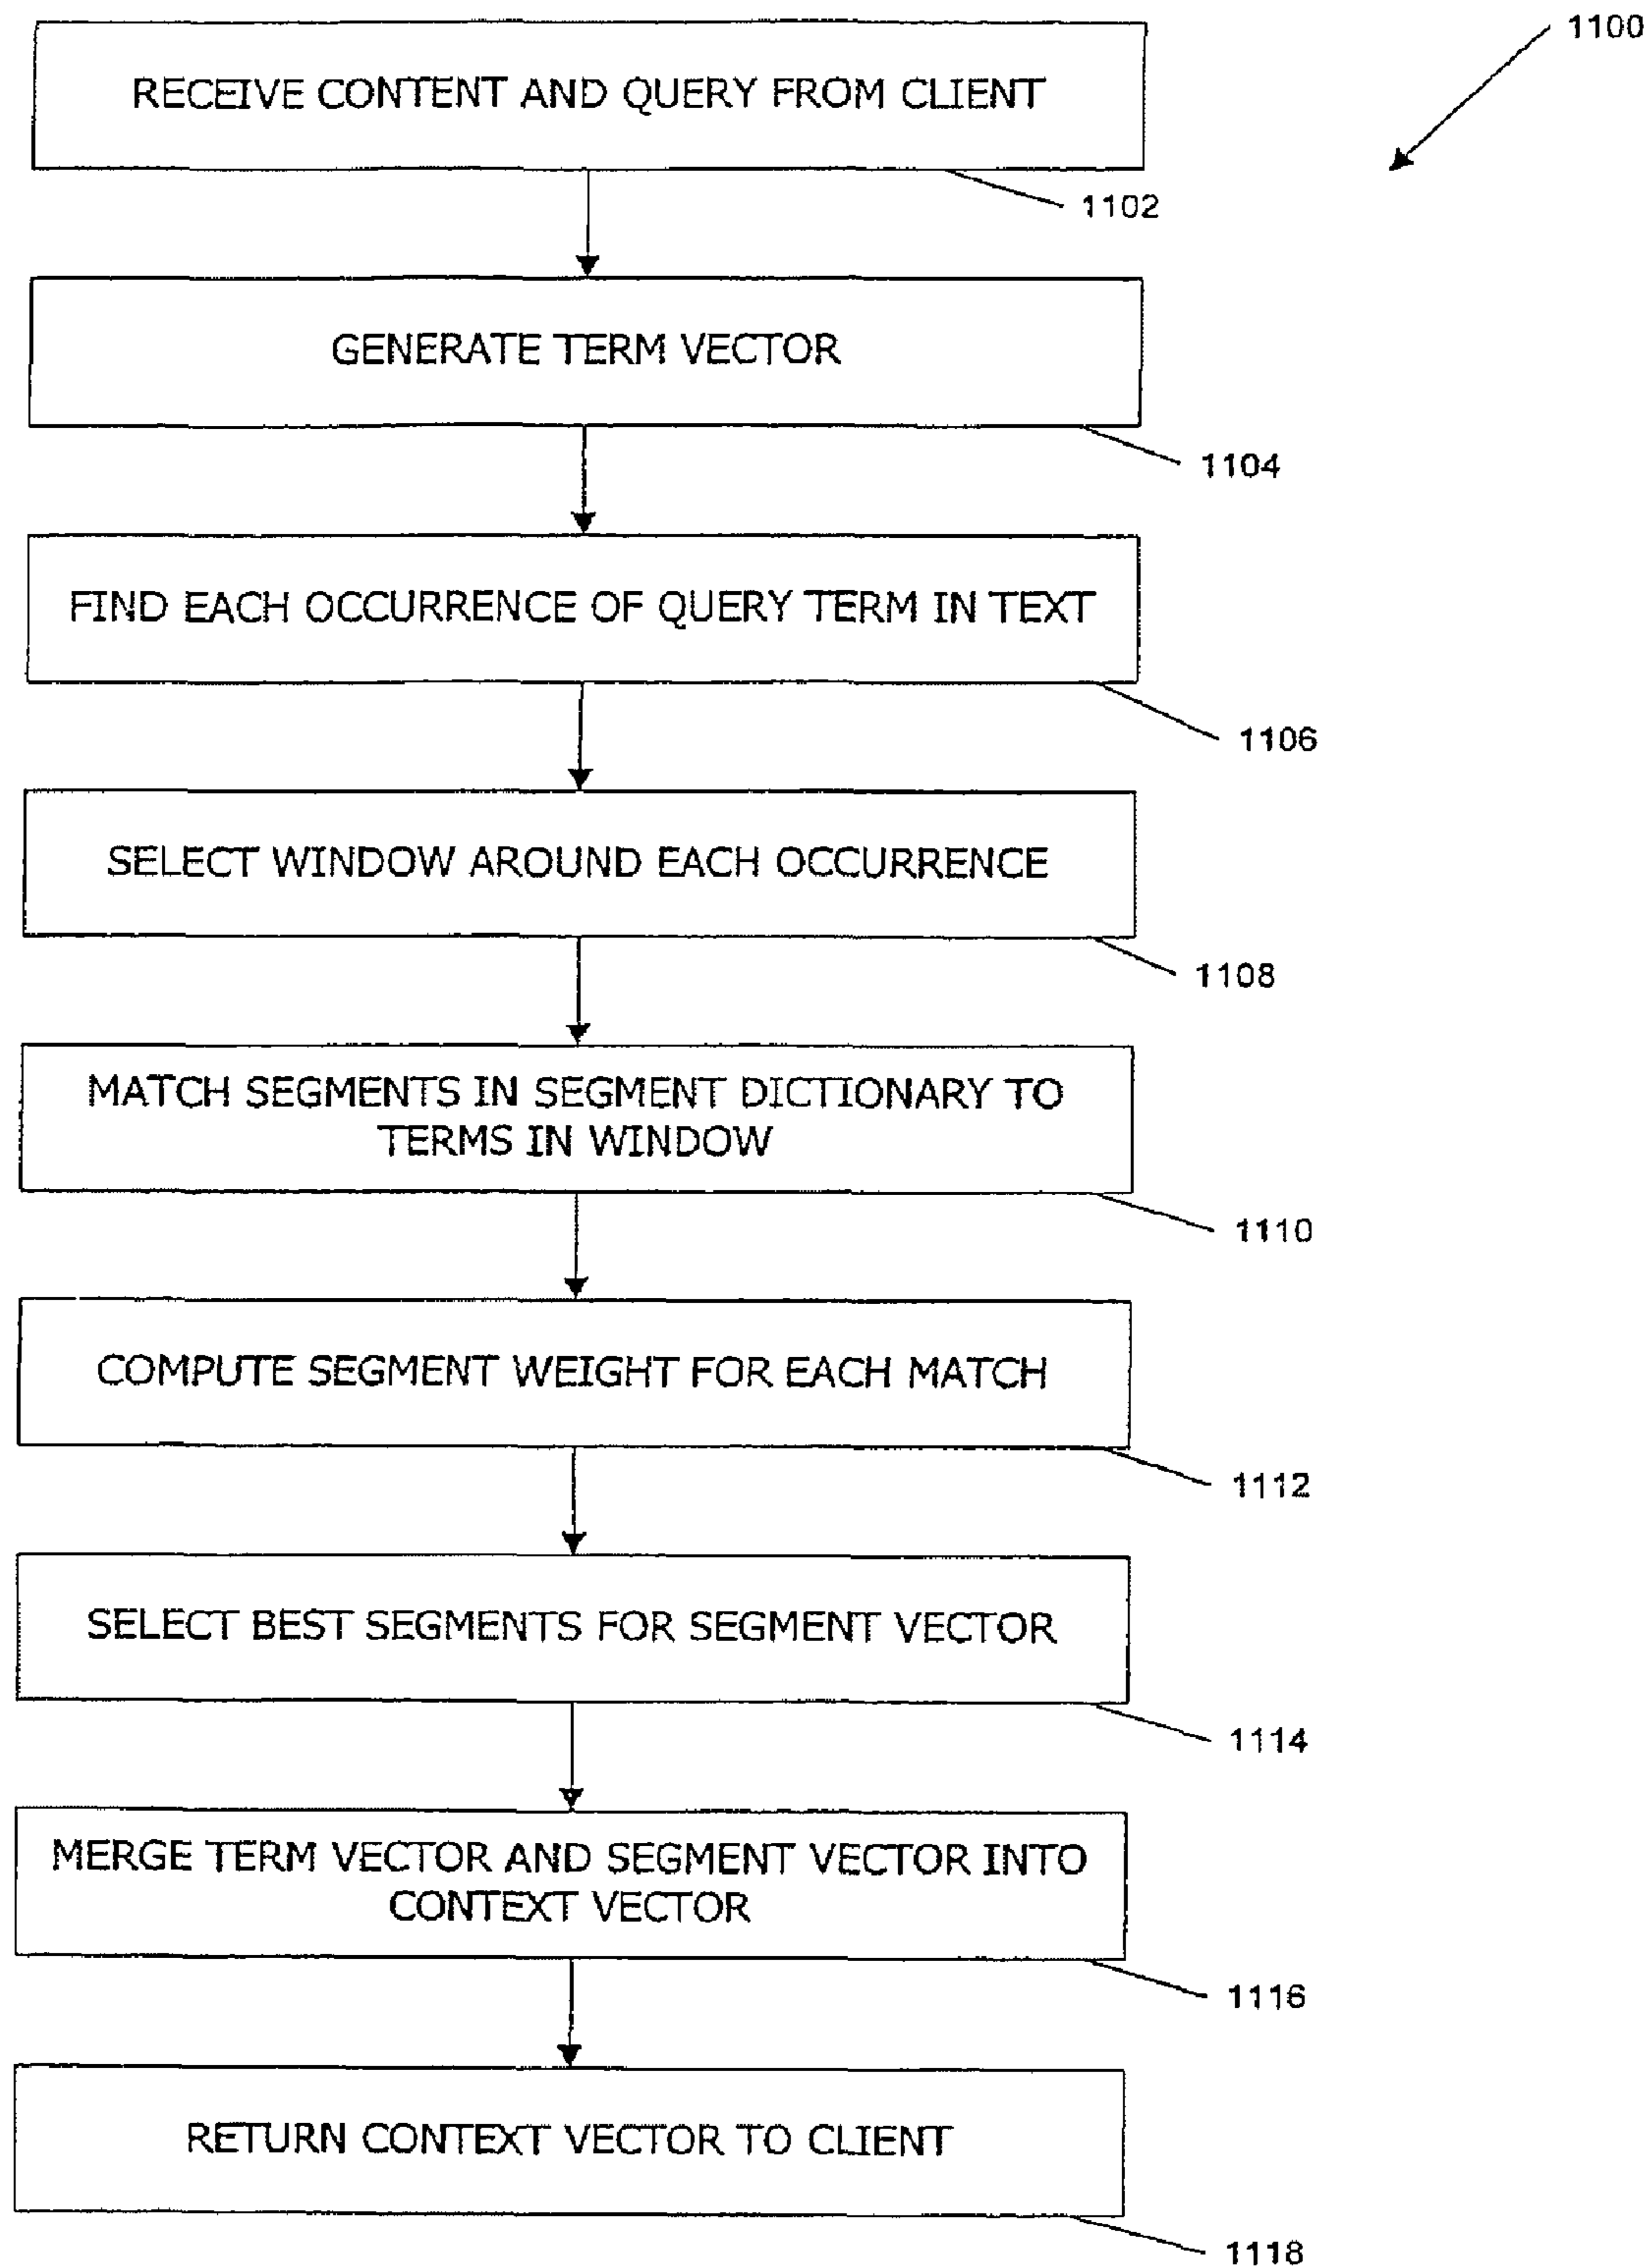 1100
RECEIVE CONTENT AND QUERY FROM CLIENT
1102
GENERATE TERM VECTOR
1104
FIND EACH OCCURRENCE OF QUERY TERM IN TEXT
1106
SELECT WINDOW AROUND EACH OCCURRENCE
1108
MATCH SEGMENTS IN SEGMENT DICTIONARY TO
TERMS IN WINDOW
1110
COMPUTE SEGMENT WEIGHT FOR EACH MATCH
1112
SELECT BEST SEGMENTS FOR SEGMENT VECTOR
1114
MERGE TERM VECTOR AND SEGMENT VECTOR INTO
CONTEXT VECTOR
1116
RETURN CONTEXT VECTOR TO CLIENT
1118